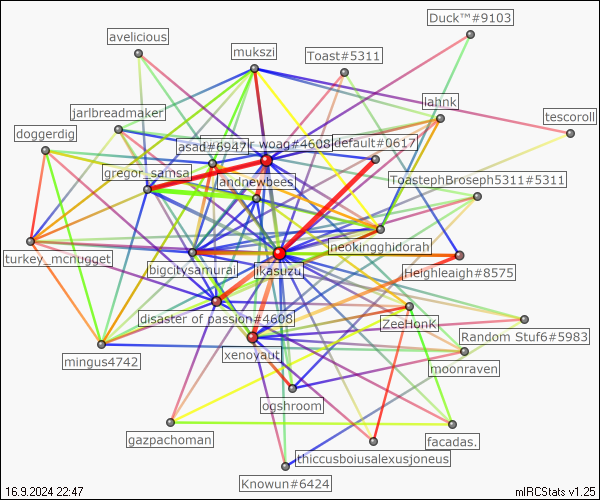 Duck™#9103
avelicious
mukszi
Toast#5311
lahnk
jarlbreadmaker
tescoroll
doggerdig
asad#6947
r woag#4608
default#0617
gregor_samsa
andnewbees
ToastephBroseph5311#5311
neokingghidorah
turkey_mcnugget
bigcitysamurai
ikasuzu
Heighleaigh#8575
disaster of passion#4608
ZeeHonk
Random Stuf6#5983
mingus4742
xenoyaut
moonraven
ogshroom
gazpachoman
facadas.
thiccusboiusalexusjoneus
Knowun#6424
16.9.2024 22:47
mIRCStats v1.25